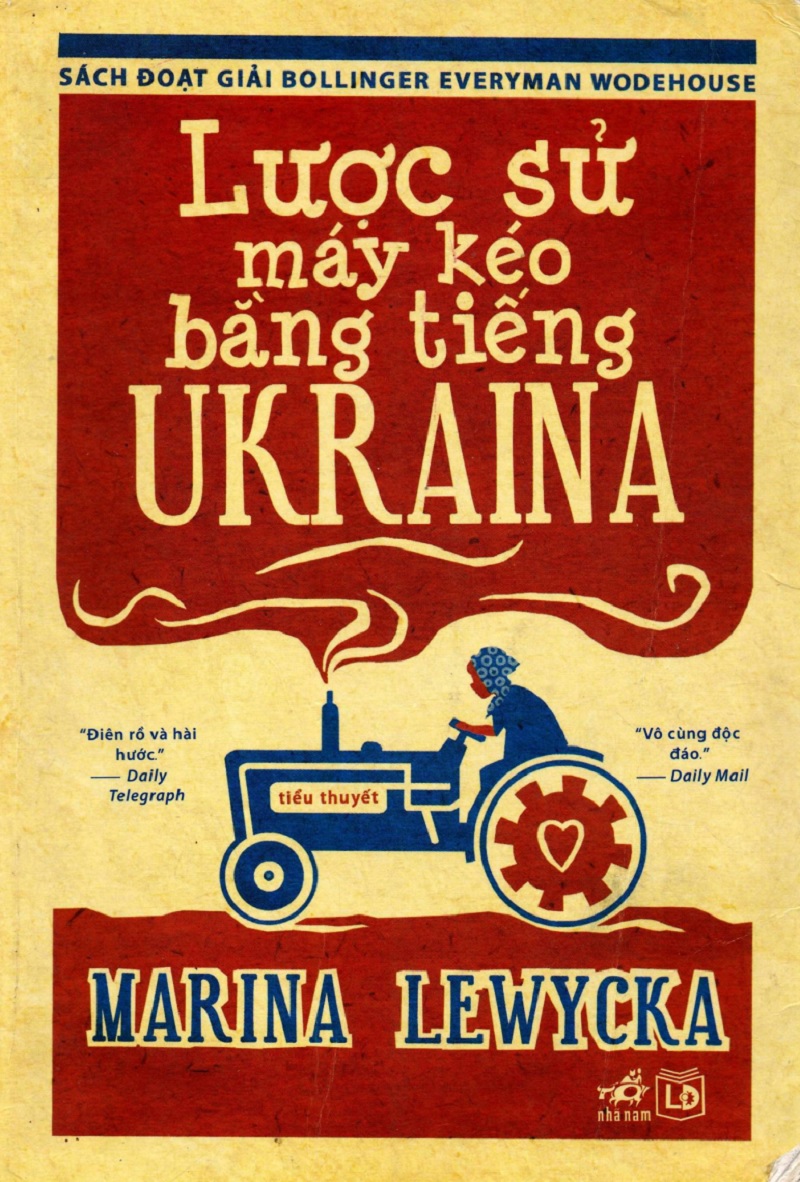 SÁCH ĐOẠT GIẢI BOLLINGER EVERYMAN WODEHOUSE
Lược sử
máy kéo
bằng tiếng
UKRAINA
“Điên rồ và hài
hước.”
— Daily
Telegraph
“Vô cùng độc
đáo.”
— Daily Mail
tiểu thuyết
MARINA LEWYCKA
nhã nam
LD